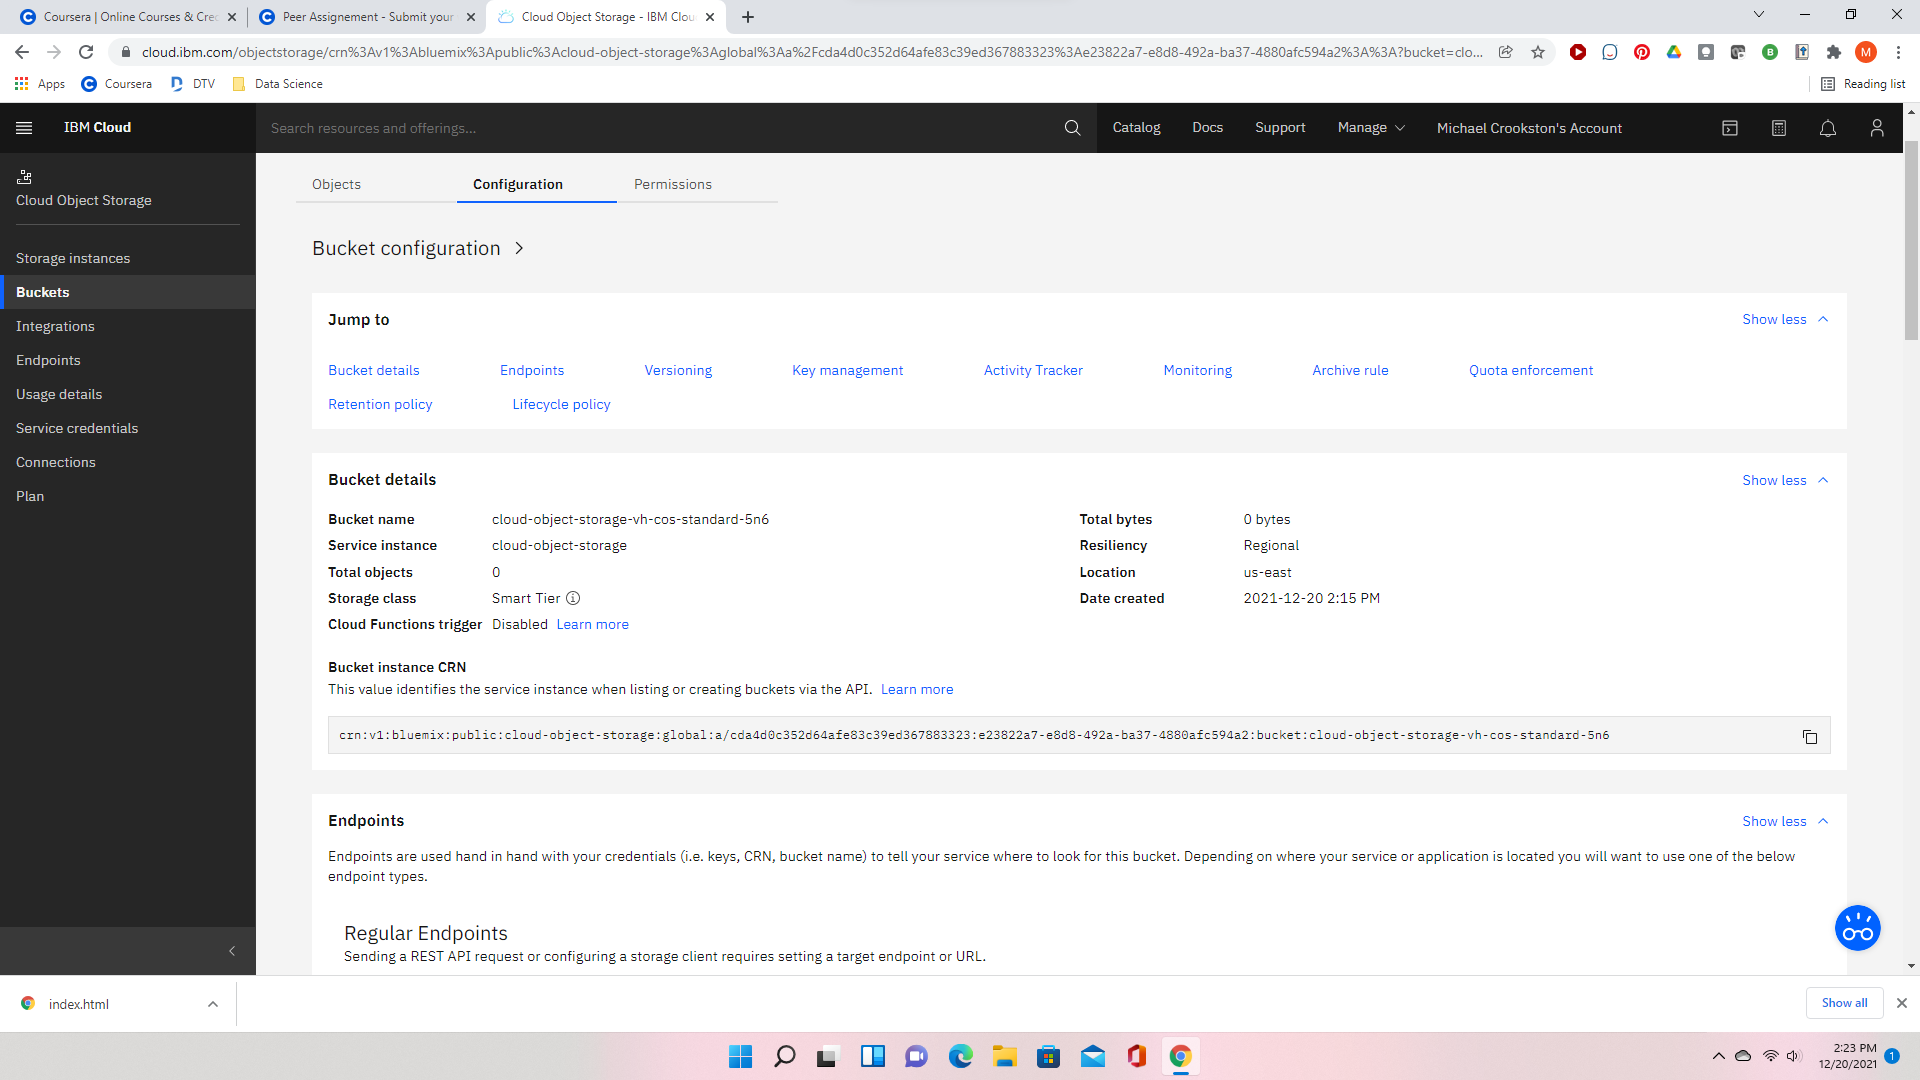 Coursera | Online Courses & Cre
Peer Assignement - Submit your
Cloud Object Storage - IBM Clou
cloud.ibm.com/objectstorage/crn%3Av1%3Abluemix%3Apublic%3Acloud-object-storage%3Aglobal%3Aa%2Fcda4d0c352d64afe83c39ed367883323%3Ae23822a7-e8d8-492a-ba37-4880afc594a2%3A%3A?bucket=clo...
M
Apps
Coursera
DTV
Data Science
Reading list
IBM Cloud
Search resources and offerings...
Catalog
Docs
Support
Manage
Michael Crookston's Account
Cloud Object Storage
Storage instances
Buckets
Integrations
Endpoints
Usage details
Service credentials
Connections
Plan
Objects
Configuration
Permissions
Bucket configuration
Jump to
Show less
Bucket details
Endpoints
Versioning
Key management
Activity Tracker
Monitoring
Archive rule
Quota enforcement
Retention policy
Lifecycle policy
Bucket details
Show less
Bucket name cloud-object-storage-vh-cos-standard-5n6
Service instance cloud-object-storage
Total objects 0
Storage class Smart Tier
Cloud Functions trigger Disabled Learn more
Total bytes 0 bytes
Resiliency Regional
Location us-east
Date created 2021-12-20 2:15 PM
Bucket instance CRN
This value identifies the service instance when listing or creating buckets via the API. Learn more
crn:v1:bluemix:public:cloud-object-storage:global:a/cda4d0c352d64afe83c39ed367883323:e23822a7-e8d8-492a-ba37-4880afc594a2:bucket:cloud-object-storage-vh-cos-standard-5n6
Endpoints
Show less
Endpoints are used hand in hand with your credentials (i.e. keys, CRN, bucket name) to tell your service where to look for this bucket. Depending on where your service or application is located you will want to use one of the below
endpoint types.
Regular Endpoints
Sending a REST API request or configuring a storage client requires setting a target endpoint or URL.
index.html
Show all
2:23 PM
12/20/2021
1